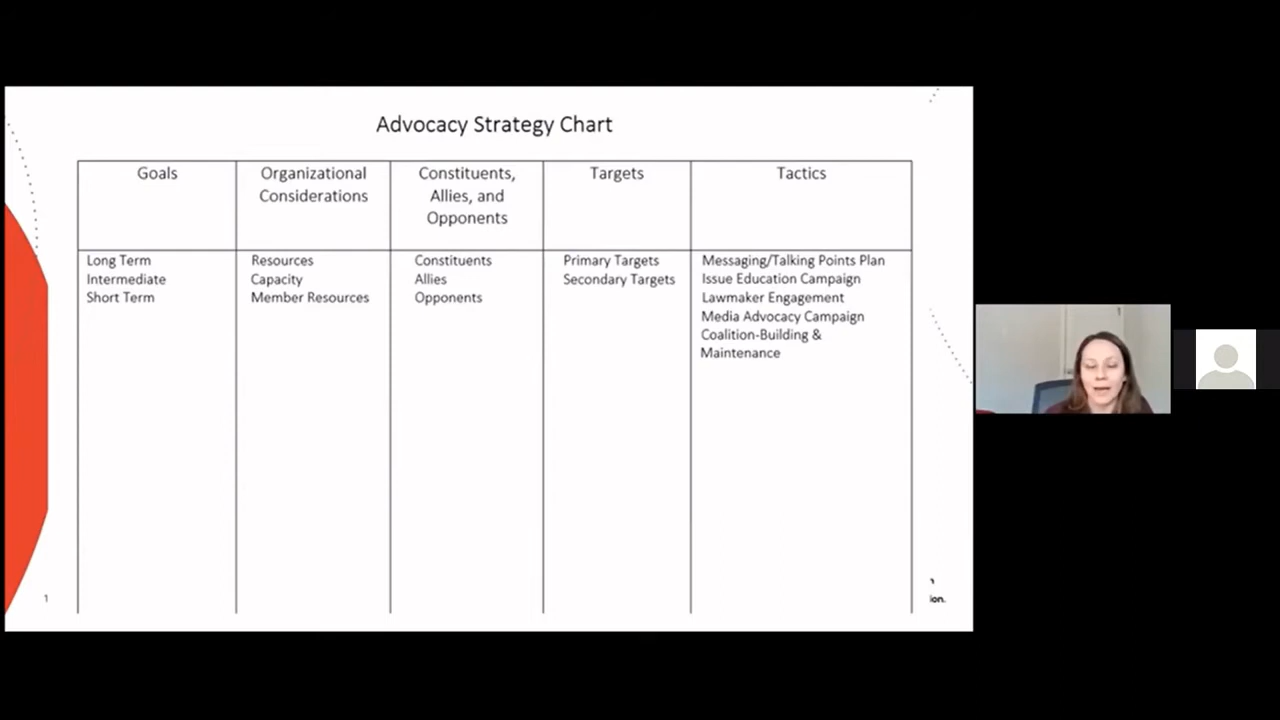 Advocacy Strategy Chart
Goals
Organizational
Considerations
Constituents,
Allies, and
Opponents
Targets
Tactics
Long Term
Intermediate
Short Term
Resources
Capacity
Member Resources
Constituents
Allies
Opponents
Primary Targets
Secondary Targets
Messaging/Talking Points Plan
Issue Education Campaign
Lawmaker Engagement
Media Advocacy Campaign
Coalition-Building &
Maintenance
1